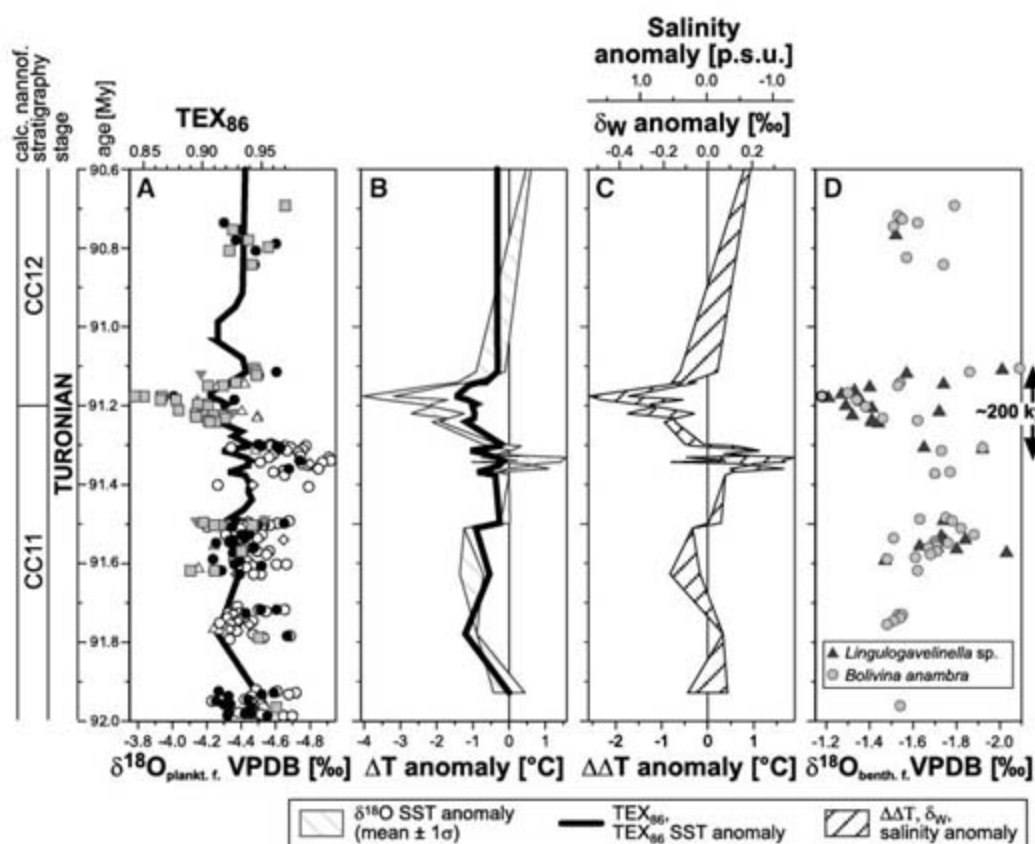 Salinity
anomaly [p.s.u.]
1.0 0.0 -1.0
calc. nannof.
stratigraphy
stage
age [My]
TEX86
0.85 0.90 0.95
δW anomaly [‰]
-0.4 -0.2 0.0 0.2
A
B
C
D
90.6
90.8
91.0
91.2
91.4
91.6
91.8
92.0
CC12
CC11
TURONIAN
~200 k
Lingulogavelinella sp.
Bolivina anambra
-3.8 -4.0 -4.2 -4.4 -4.6 -4.8
δ18Oplankt. f. VPDB [‰]
-4 -3 -2 -1 0 1
ΔT anomaly [°C]
-2 -1 0 1
ΔΔT anomaly [°C]
-1.2 -1.4 -1.6 -1.8 -2.0
δ18Obenth. f. VPDB [‰]
δ18O SST anomaly
(mean ± 1σ)
TEX86,
TEX86 SST anomaly
ΔΔT, δW,
salinity anomaly